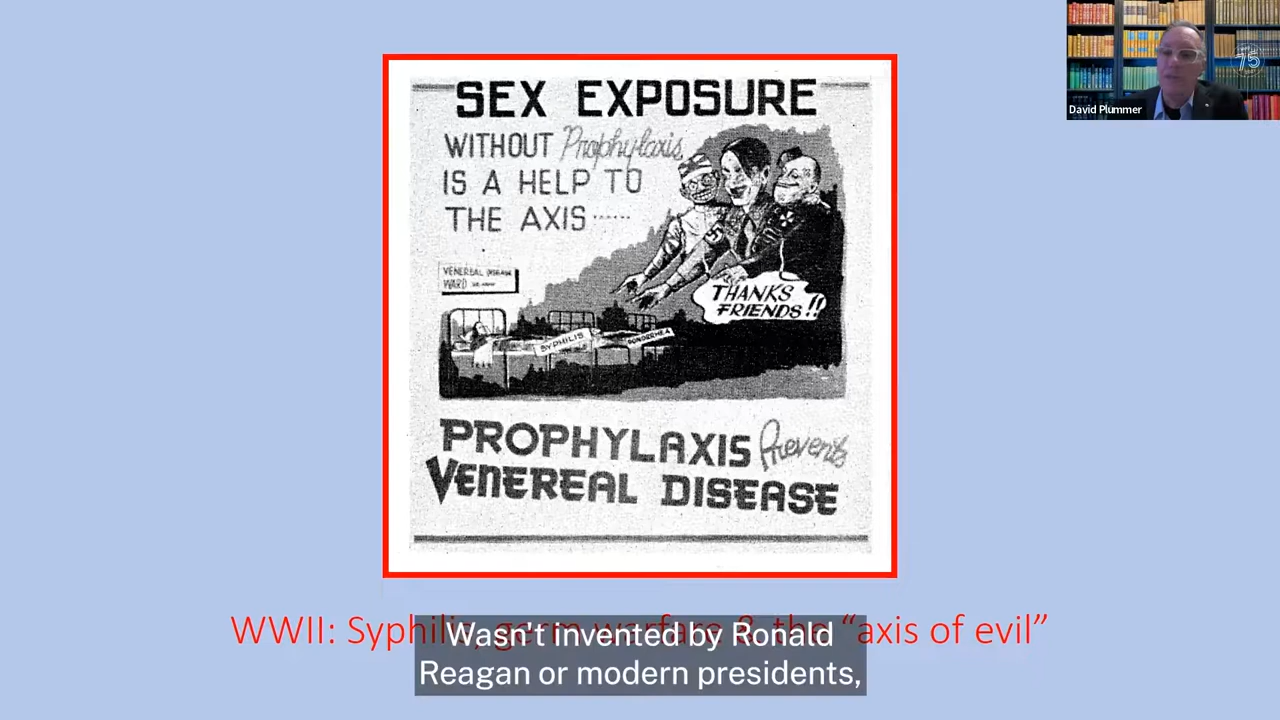 SEX EXPOSURE
WITHOUT Prophylaxis
IS A HELP TO
THE AXIS......
VENEREAL DISEASE
WARD
SYPHILIS
GONORRHEA
THANKS
FRIENDS!!
PROPHYLAXIS Prevents
VENEREAL DISEASE
WWII: Syphilis, germ warfare & the “axis of evil”
Wasn't invented by Ronald
Reagan or modern presidents,
David Plummer
75